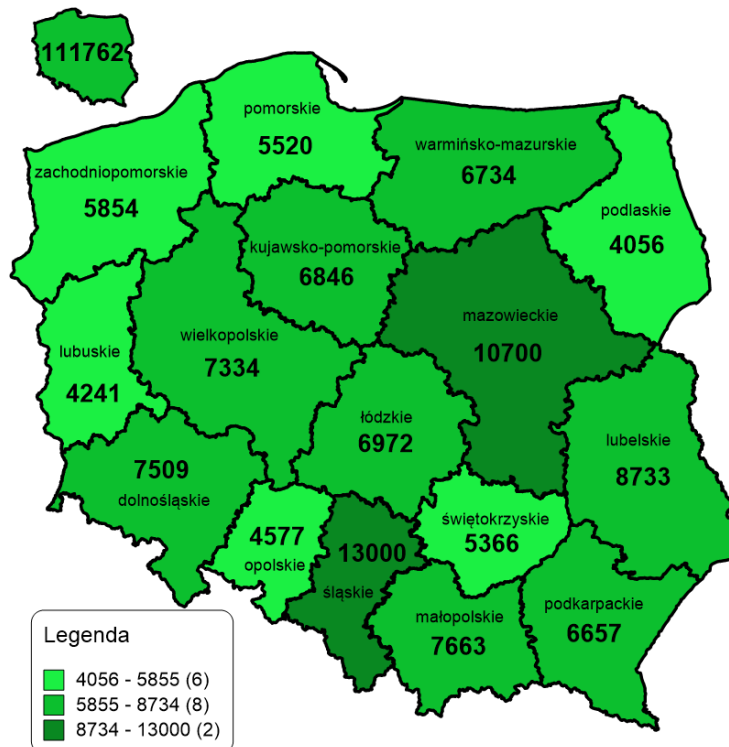 111762
pomorskie
5520
warmińsko-mazurskie
6734
zachodniopomorskie
5854
podlaskie
4056
kujawsko-pomorskie
6846
mazowieckie
10700
wielkopolskie
7334
lubuskie
4241
łódzkie
6972
lubelskie
8733
7509
dolnośląskie
4577
opolskie
13000
śląskie
świętokrzyskie
5366
małopolskie
7663
podkarpackie
6657
Legenda
4056 - 5855 (6)
5855 - 8734 (8)
8734 - 13000 (2)